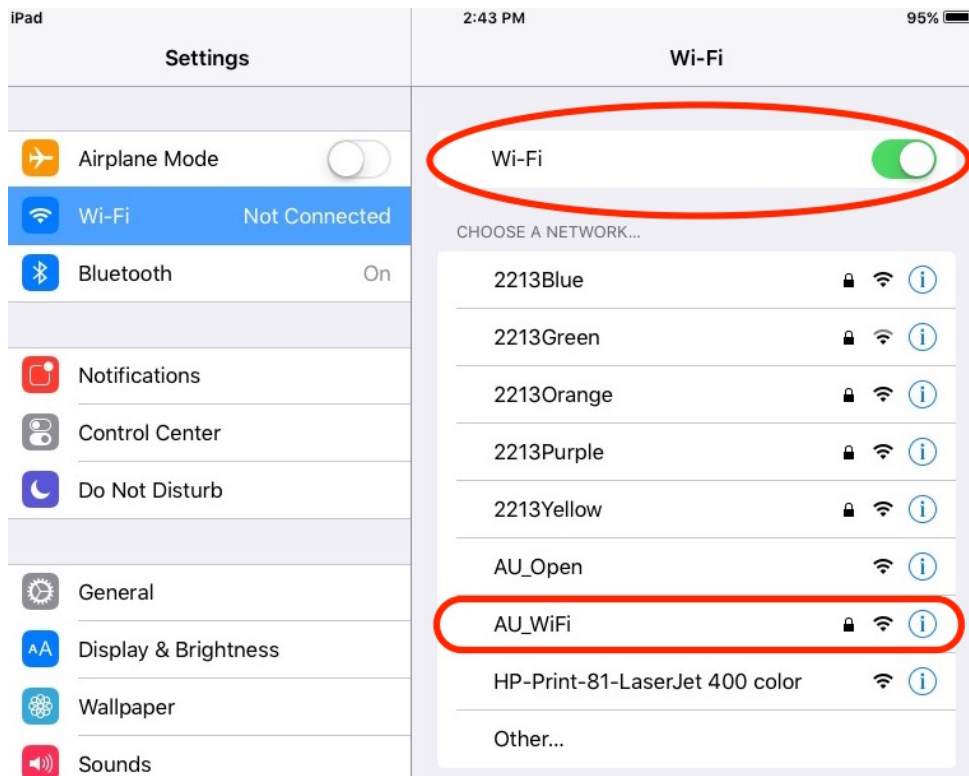 iPad 2:43 PM 95%
Settings
Wi-Fi
Airplane Mode
Wi-Fi Not Connected
Bluetooth On
Notifications
Control Center
Do Not Disturb
General
AA Display & Brightness
Wallpaper
Sounds
Wi-Fi
CHOOSE A NETWORK...
2213Blue
2213Green
2213Orange
2213Purple
2213Yellow
AU_Open
AU_WiFi
HP-Print-81-LaserJet 400 color
Other...